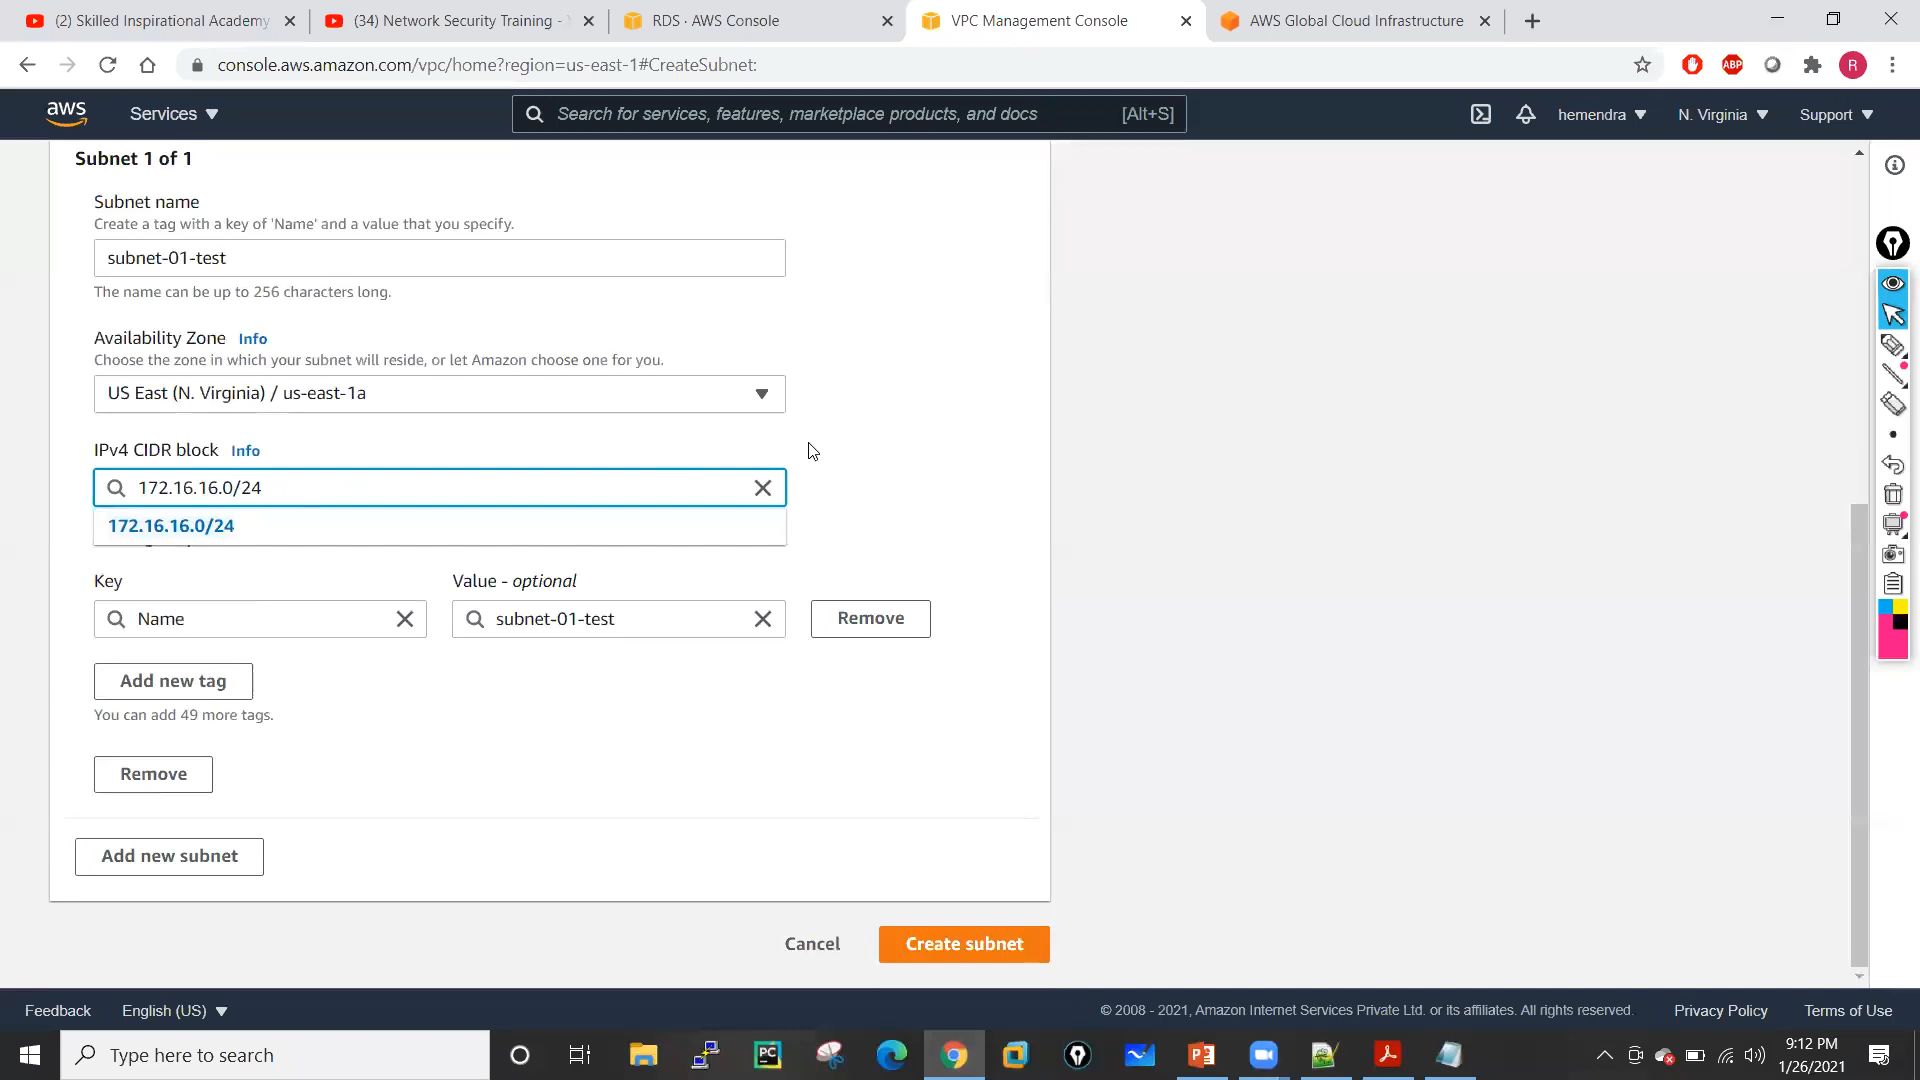 (2) Skilled Inspirational Academy
(34) Network Security Training -
RDS · AWS Console
VPC Management Console
AWS Global Cloud Infrastructure
console.aws.amazon.com/vpc/home?region=us-east-1#CreateSubnet:
ABP
R
aws
Services
Search for services, features, marketplace products, and docs
[Alt+S]
hemendra
N. Virginia
Support
Subnet 1 of 1
Subnet name
Create a tag with a key of 'Name' and a value that you specify.
subnet-01-test
The name can be up to 256 characters long.
Availability Zone Info
Choose the zone in which your subnet will reside, or let Amazon choose one for you.
US East (N. Virginia) / us-east-1a
IPv4 CIDR block Info
172.16.16.0/24
172.16.16.0/24
Key
Value - optional
Name
subnet-01-test
Remove
Add new tag
You can add 49 more tags.
Remove
Add new subnet
Cancel
Create subnet
Feedback
English (US)
© 2008 - 2021, Amazon Internet Services Private Ltd. or its affiliates. All rights reserved.
Privacy Policy
Terms of Use
Type here to search
PC
P
9:12 PM
1/26/2021